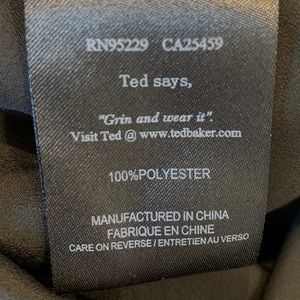 RN95229 CA25459
Ted says,
"Grin and wear it".
Visit Ted @ www.tedbaker.com
100%POLYESTER
MANUFACTURED IN CHINA
FABRIQUE EN CHINE
CARE ON REVERSE / ENTRETIEN AU VERSO